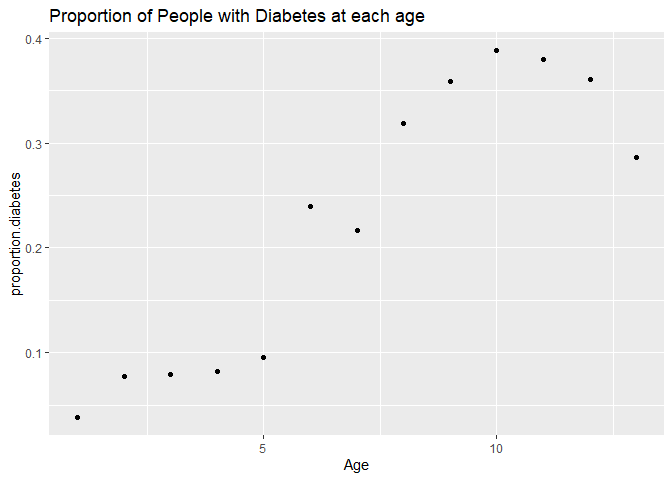 Proportion of People with Diabetes at each age
0.4
0.3
0.2
0.1
proportion.diabetes
5
10
Age